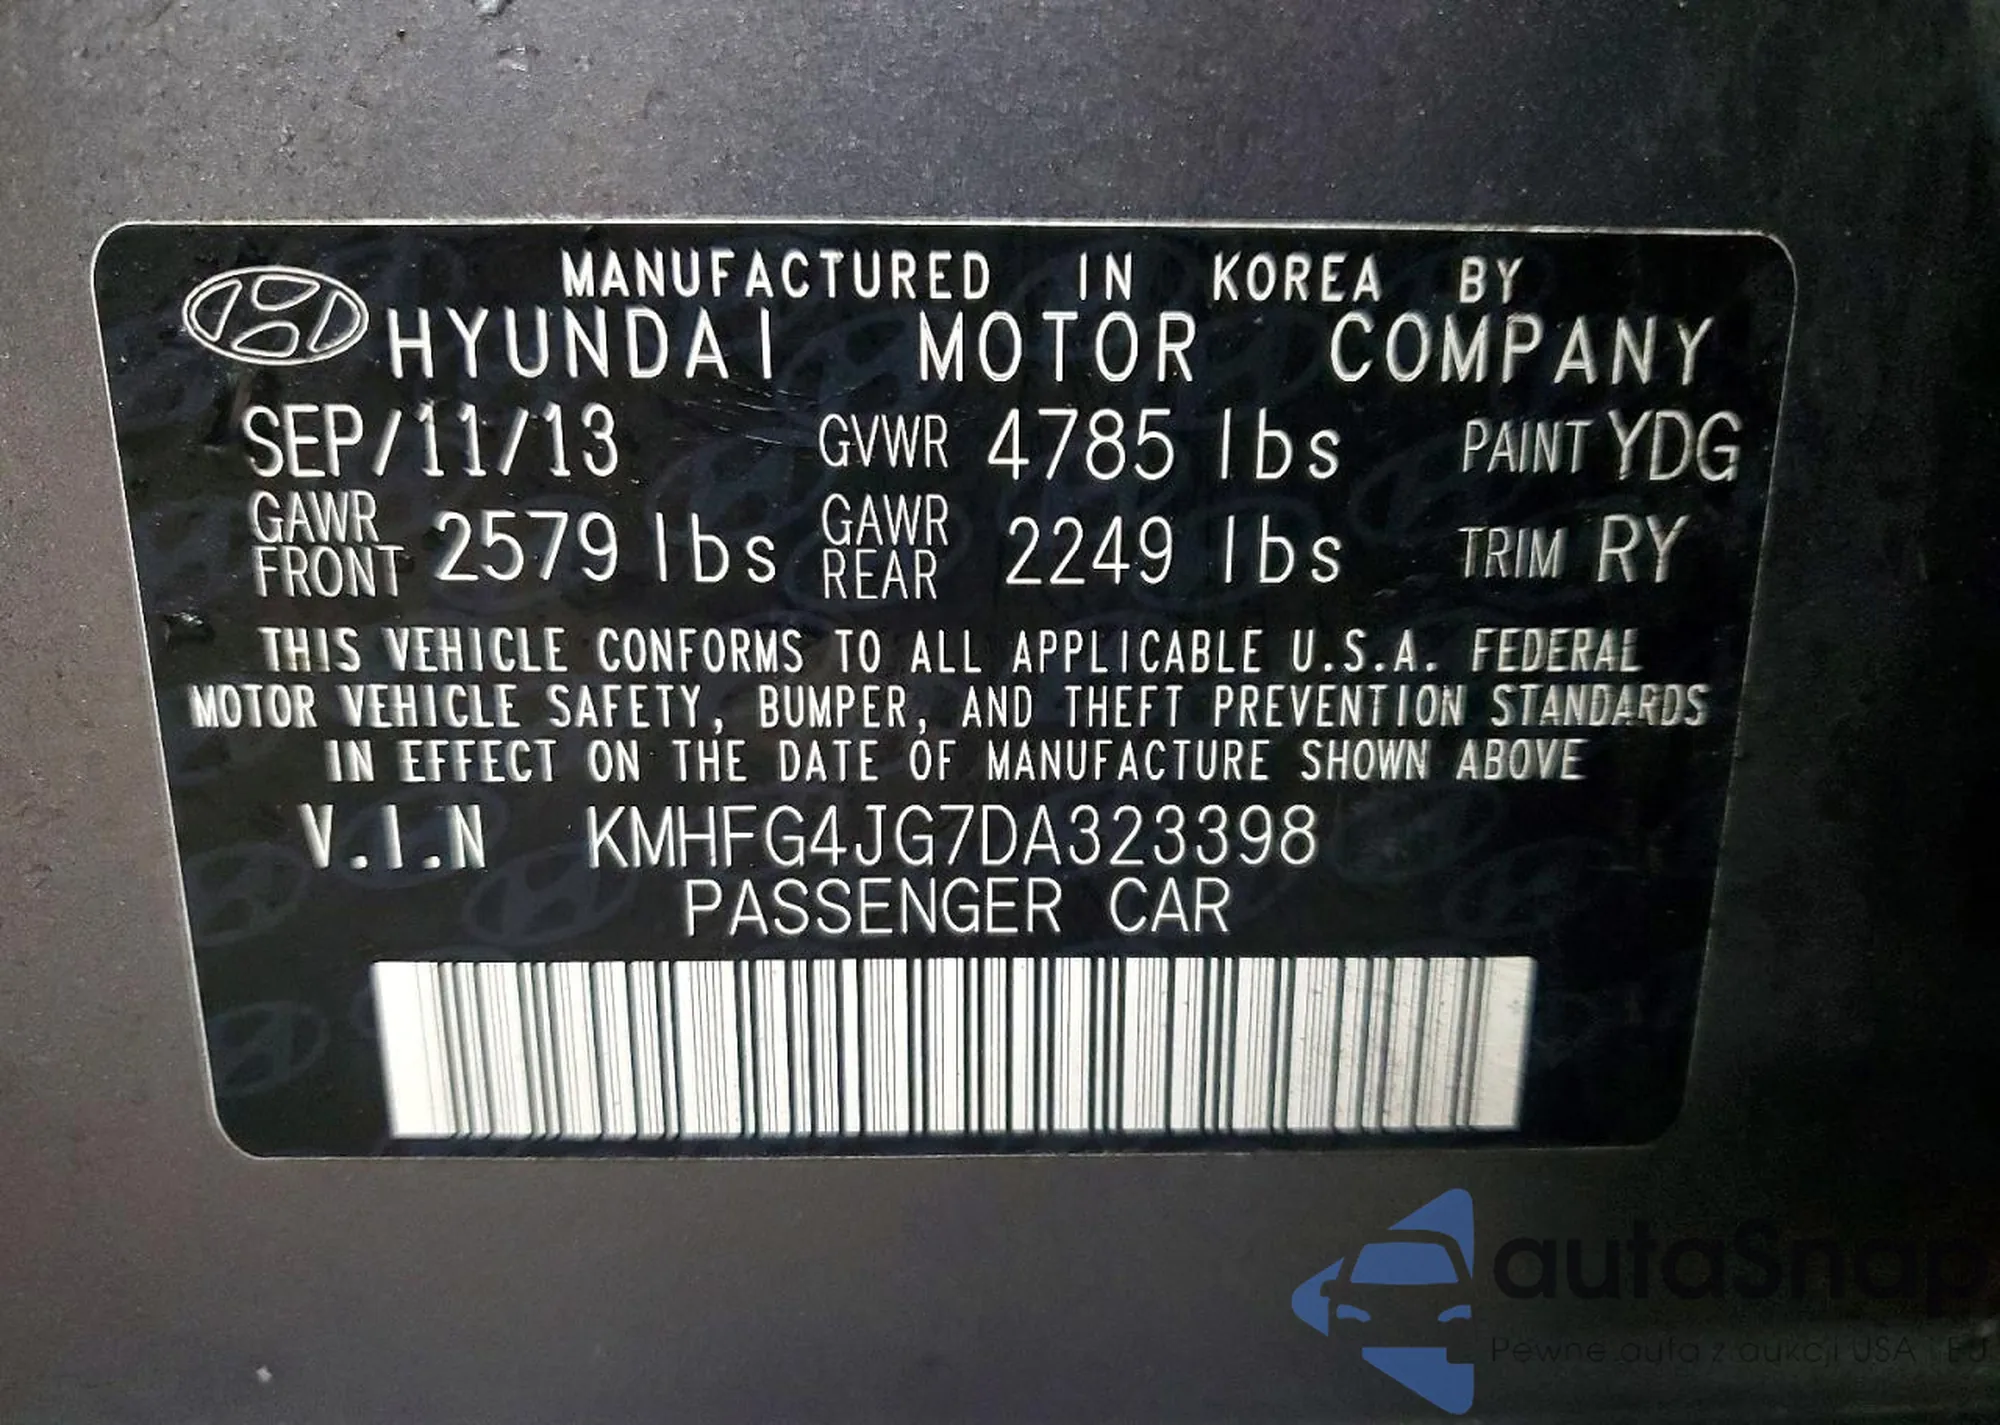 MANUFACTURED IN KOREA BY
HYUNDAI MOTOR COMPANY
SEP/11/13 GVWR 4785 lbs PAINT YDG
GAWR FRONT 2579 lbs GAWR REAR 2249 lbs TRIM RY
THIS VEHICLE CONFORMS TO ALL APPLICABLE U.S.A. FEDERAL
MOTOR VEHICLE SAFETY, BUMPER, AND THEFT PREVENTION STANDARDS
IN EFFECT ON THE DATE OF MANUFACTURE SHOWN ABOVE
V.I.N KMHFG4JG7DA323398
PASSENGER CAR
autaSnap
Pewne auta z aukcji USA i EU